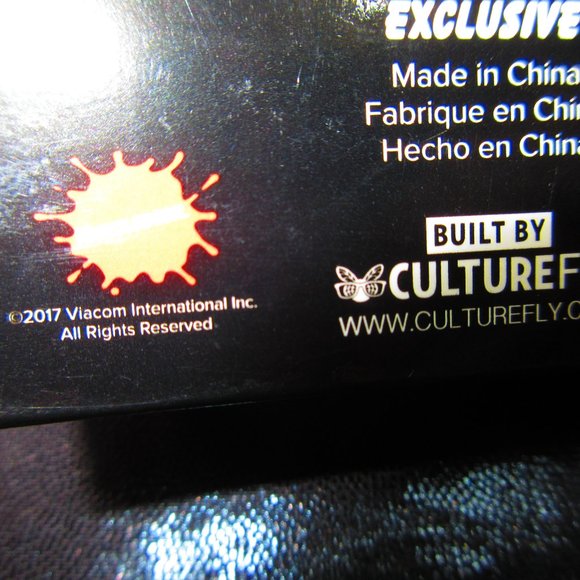 EXCLUSIVE
Made in China
Fabrique en Chin
Hecho en China
BUILT BY
CULTUREF
WWW.CULTUREFLY.C
©2017 Viacom International Inc.
All Rights Reserved